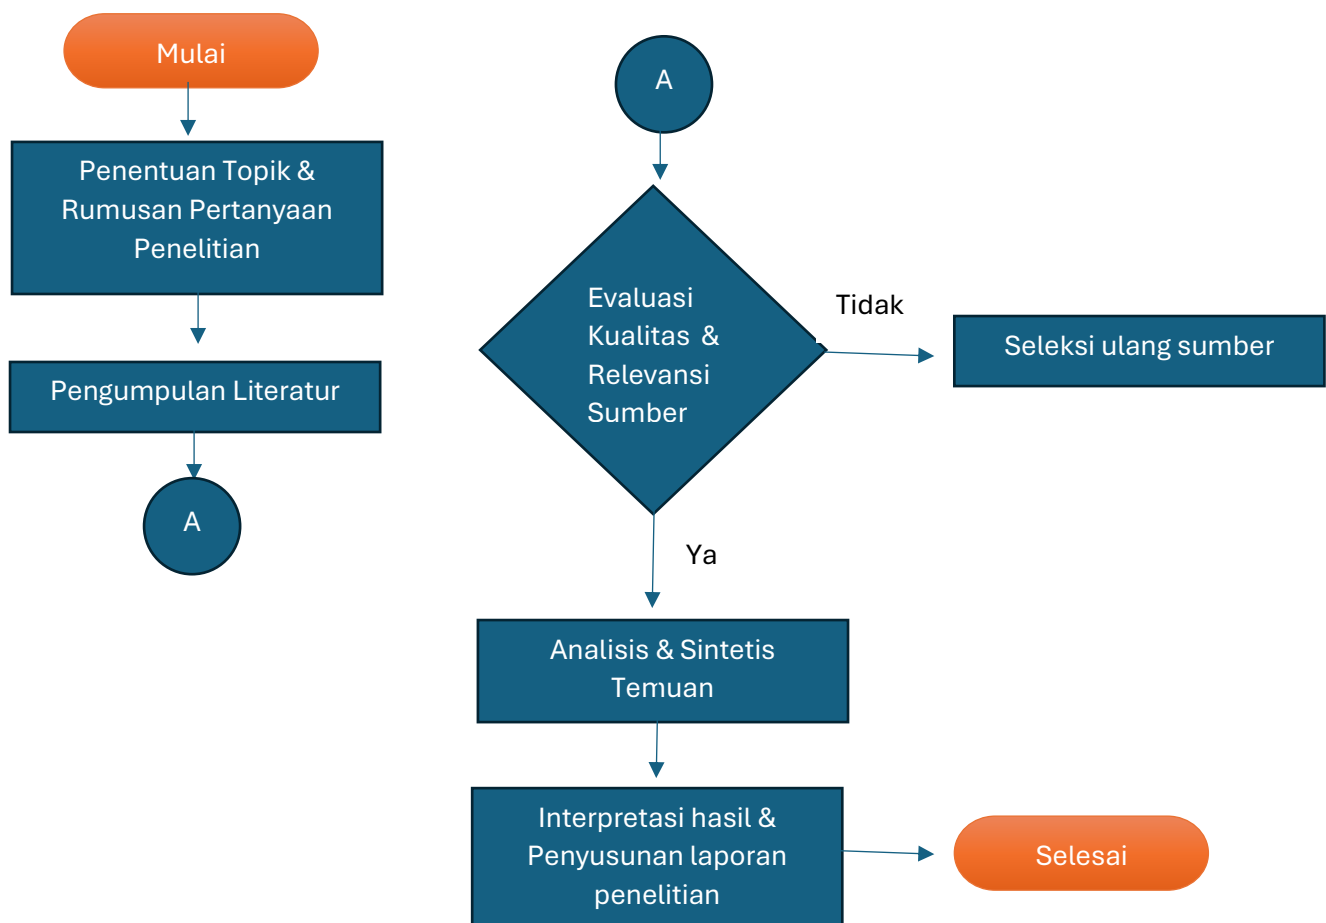 Mulai
Penentuan Topik &
Rumusan Pertanyaan
Penelitian
Pengumpulan Literatur
A
A
Evaluasi
Kualitas &
Relevansi
Sumber
Tidak
Seleksi ulang sumber
Ya
Analisis & Sintetis
Temuan
Interpretasi hasil &
Penyusunan laporan
penelitian
Selesai